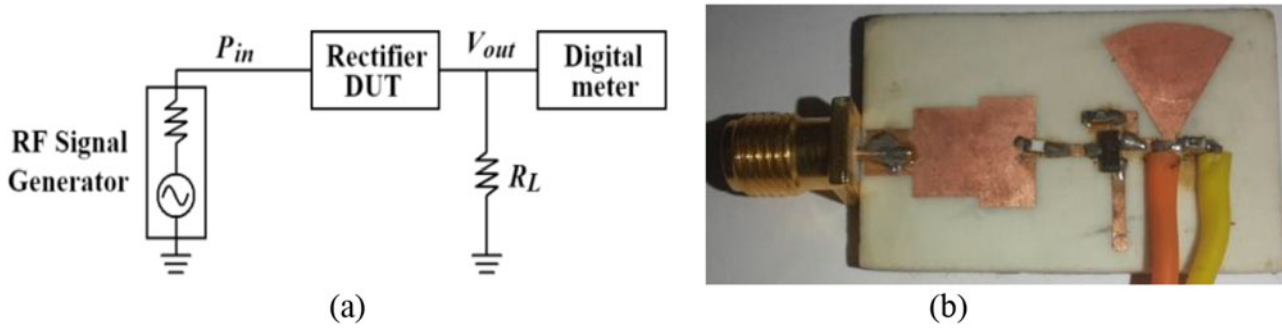 P_in
Rectifier
DUT
V_out
Digital
meter
RF Signal
Generator
R_L
(a)
(b)